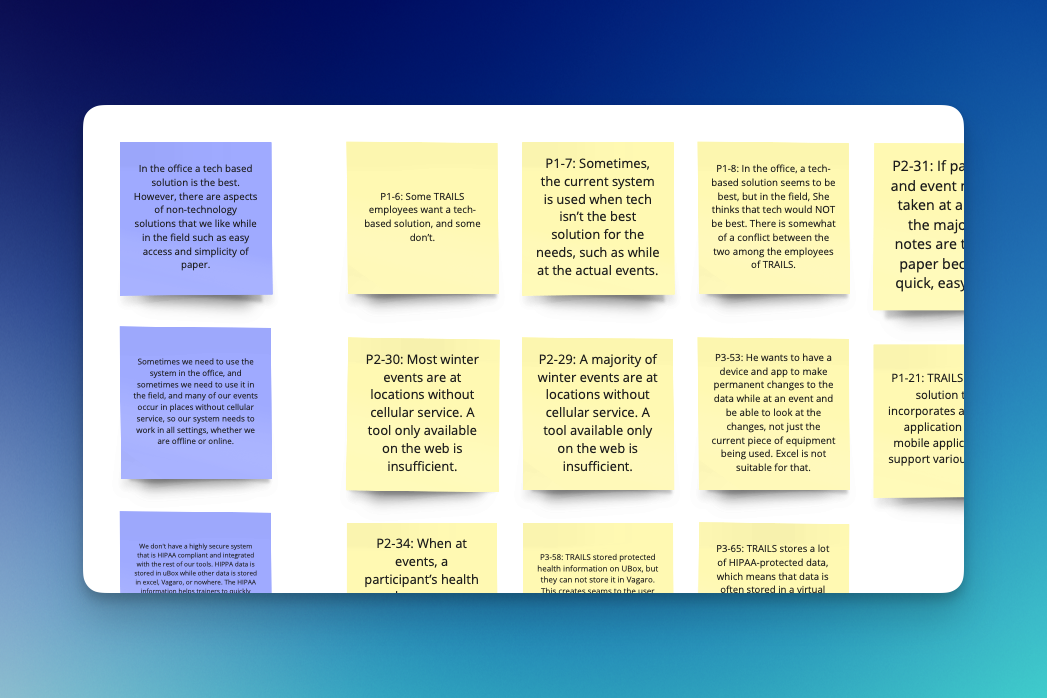 In the office a tech based
solution is the best.
However, there are aspects
of non-technology
solutions that we like while
in the field such as easy
access and simplicity of
paper.
P1-6: Some TRAILS
employees want a tech-
based solution, and some
don't.
P1-7: Sometimes,
the current system
is used when tech
isn't the best
solution for the
needs, such as while
at the actual events.
P1-8: In the office, a tech-
based solution seems to be
best, but in the field, She
thinks that tech would NOT
be best. There is somewhat
of a conflict between the
two among the employees
of TRAILS.
P2-31: If pa
and event
taken at a
the majo
notes are
paper bec
quick, easy
Sometimes we need to use the
system in the office, and
sometimes we need to use it in
the field, and many of our events
occur in places without cellular
service, so our system needs to
work in all settings, whether we
are offline or online.
P2-30: Most winter
events are at
locations without
cellular service. A
tool only available
on the web is
insufficient.
P2-29: A majority of
winter events are at
locations without
cellular service. A
tool available only
on the web is
insufficient.
P3-53: He wants to have a
device and app to make
permanent changes to the
data while at an event and
be able to look at the
changes, not just the
current piece of equipment
being used. Excel is not
suitable for that.
P1-21: TRAILS
solution
incorporates a
application
mobile applic
support variou
We don't have a highly secure system
that is HIPAA compliant and integrated
with the rest of our tools. HIPPA data is
stored in uBox while other data is stored
in excel, Vagaro, or nowhere. The HIPAA
information helps trainers to quickly
P2-34: When at
events, a
participant's health
P3-58: TRAILS stored protected
health information on UBox, but
they can not store it in Vagaro.
This creates seams to the user
P3-65: TRAILS stores a lot
of HIPAA-protected data,
which means that data is
often stored in a virtual